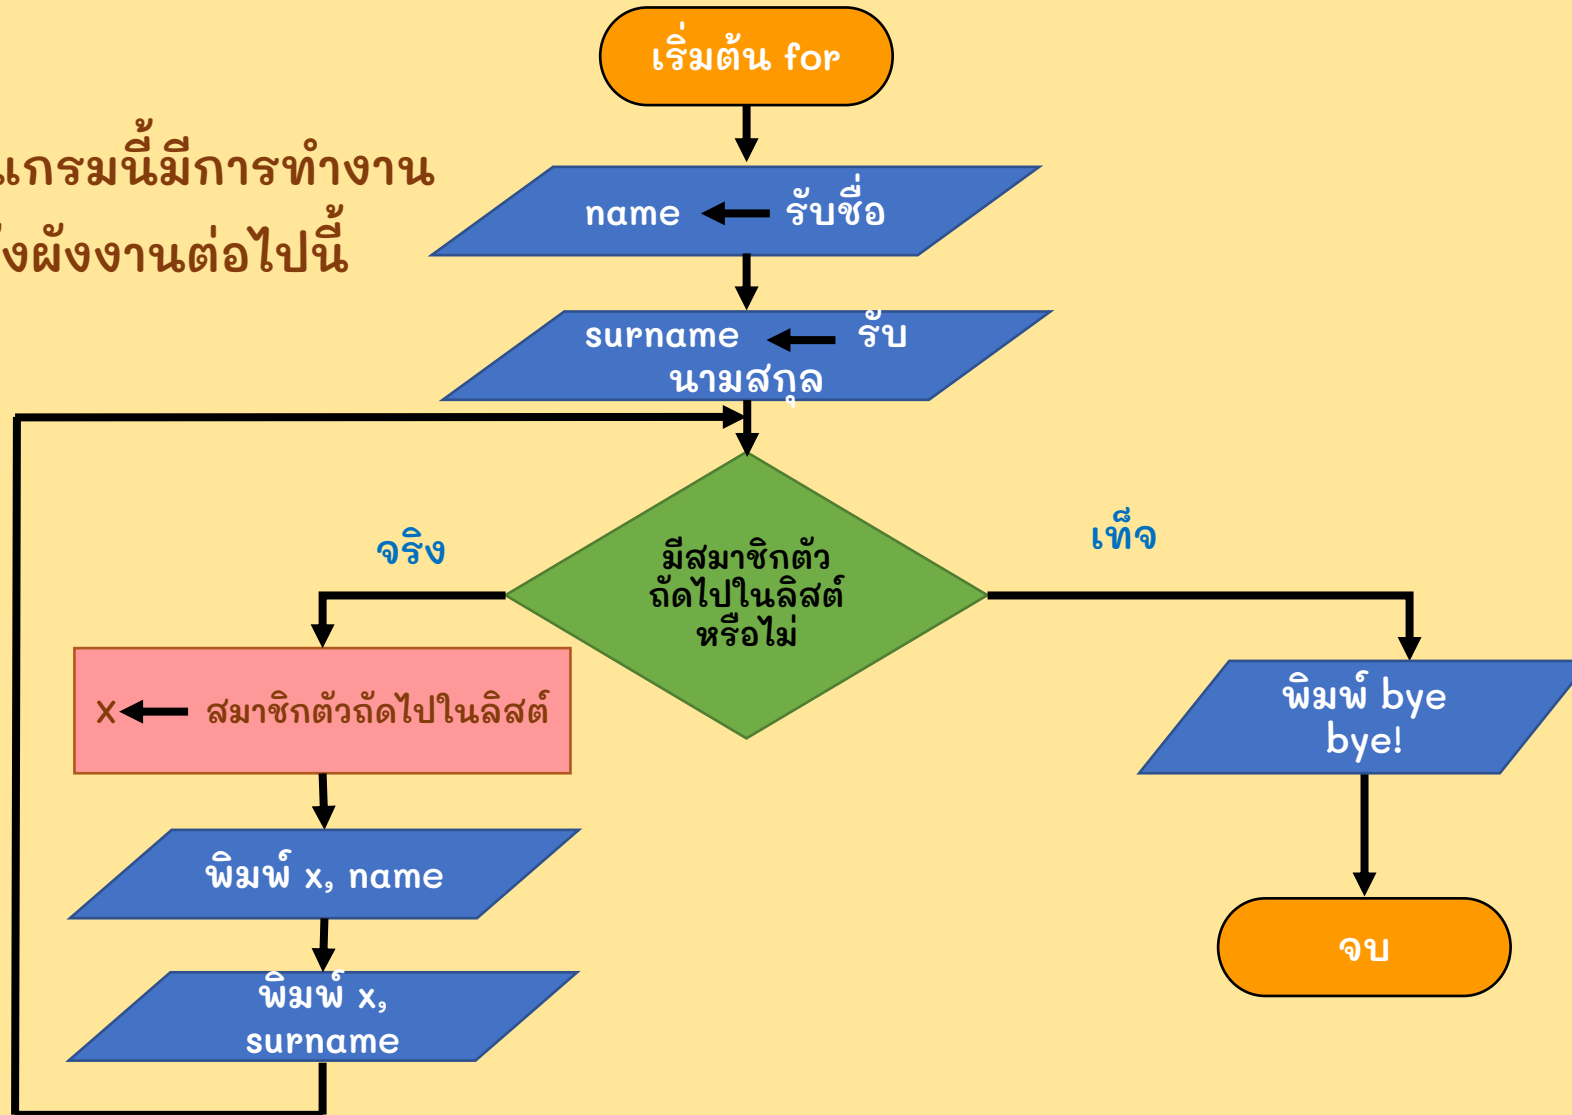 เริ่มต้น for
แกรมนี้มีการทำงาน
ผังงานต่อไปนี้
name รับชื่อ
surname รับ
นามสกุล
จริง
เท็จ
มีสมาชิกตัว
ถัดไปในลิสต์
หรือไม่
x สมาชิกตัวถัดไปในลิสต์
พิมพ์ bye
bye!
พิมพ์ x, name
จบ
พิมพ์ x,
surname